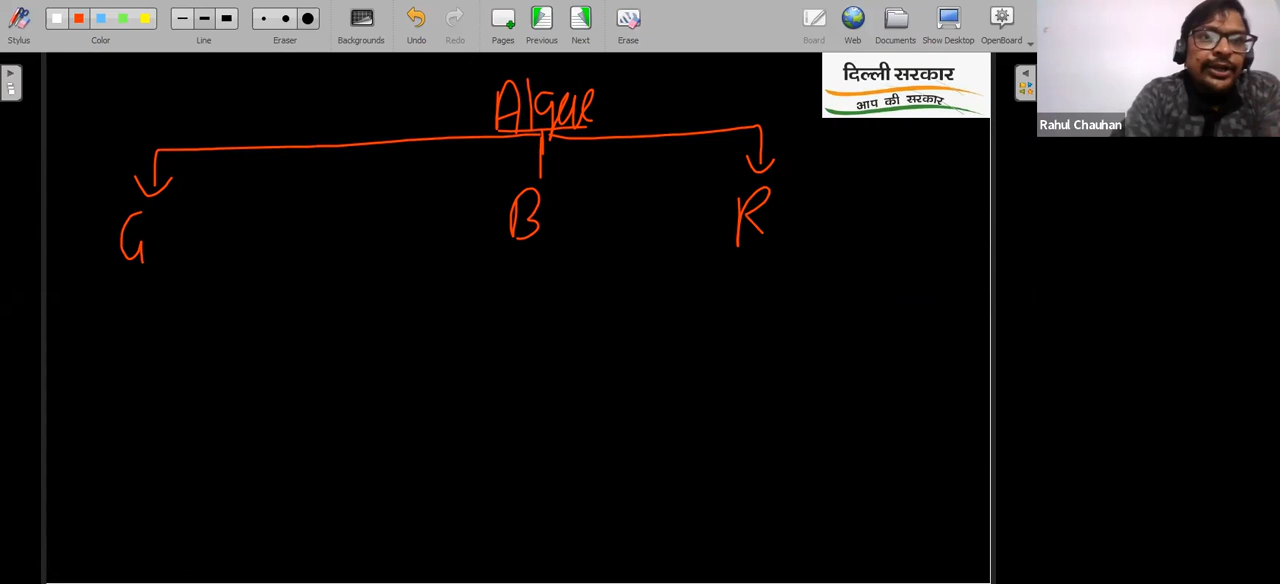 Stylus
Color
Line
Eraser
Backgrounds
Undo
Redo
Pages
Previous
Next
Erase
Board
Web
Documents
Show Desktop
OpenBoard
दिल्ली सरकार
आप की सरकार
Rahul Chauhan
Algae
G
B
R